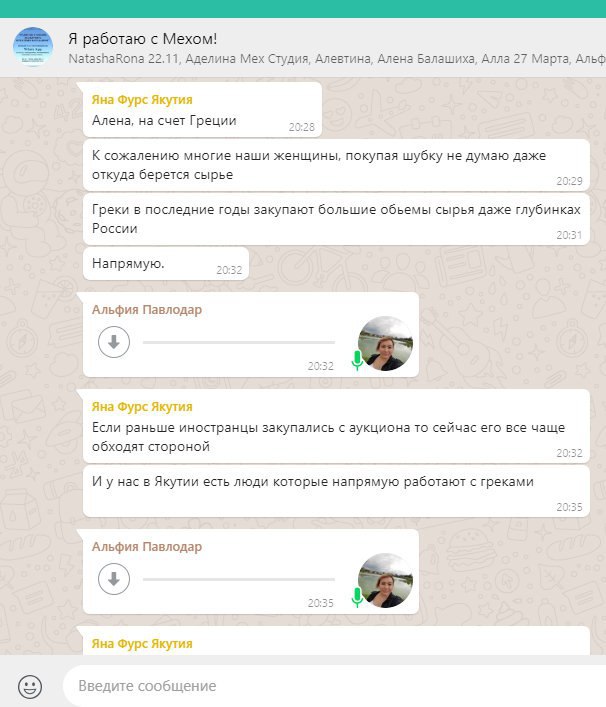 Я работаю с Мехом!
NatashaRona 22.11, Аделина Мех Студия, Алевтина, Алена Балашиха, Алла 27 Марта, Альф
Яна Фурс Якутия
Алена, на счет Греции
20:28
К сожалению многие наши женщины, покупая шубку не думаю даже
откуда берется сырье
20:29
Греки в последние годы закупают большие обьемы сырья даже глубинках
России
20:31
Напрямую.
20:32
Альфия Павлодар
20:32
Яна Фурс Якутия
Если раньше иностранцы закупались с аукциона то сейчас его все чаще
обходят стороной
20:32
И у нас в Якутии есть люди которые напрямую работают с греками
20:35
Альфия Павлодар
20:35
Яна Фурс Якутия
Введите сообщение